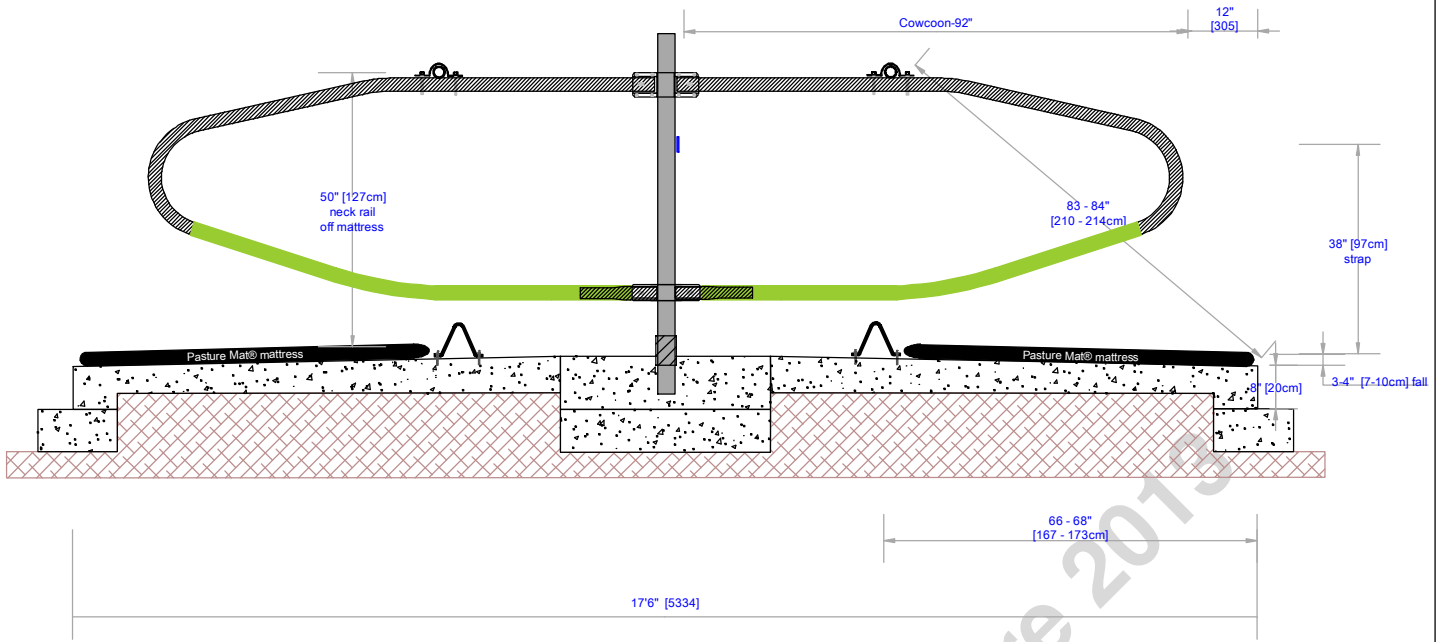 12"
[305]
Cowcoon-92"
50" [127cm]
neck rail
off mattress
83 - 84"
[210 - 214cm]
38" [97cm]
strap
Pasture Mat® mattress
Pasture Mat® mattress
8" [20cm]
3-4" [7-10cm] fall
66 - 68"
[167 - 173cm]
17'6" [5334]
2013